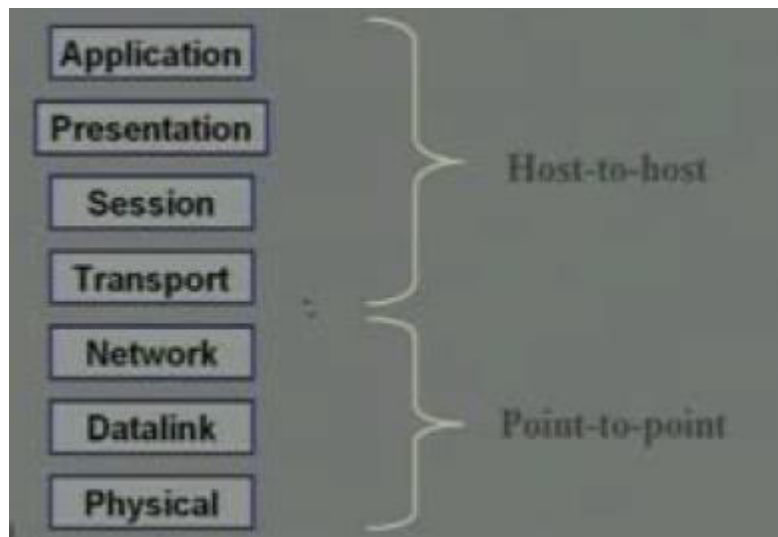 Application
Presentation
Session
Transport
Network
Datalink
Physical
Host-to-host
Point-to-point